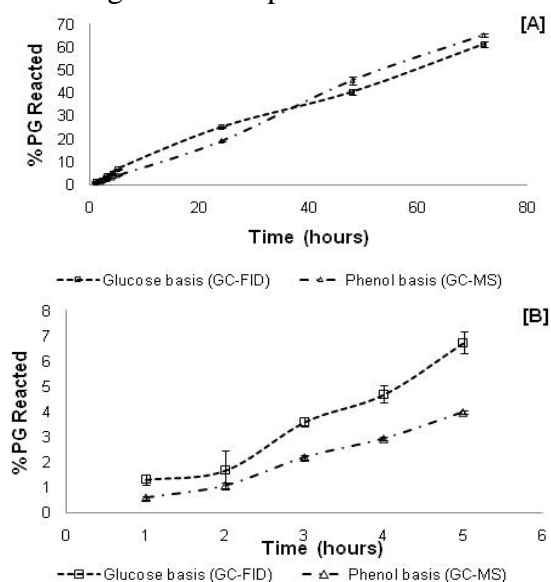 [A]
70
60
50
40
30
20
10
0
%PG Reacted
0 20 40 60 80
Time (hours)
Glucose basis (GC-FID) Phenol basis (GC-MS)
[B]
8
7
6
5
4
3
2
1
0
%PG Reacted
0 1 2 3 4 5 6
Time (hours)
Glucose basis (GC-FID) Phenol basis (GC-MS)